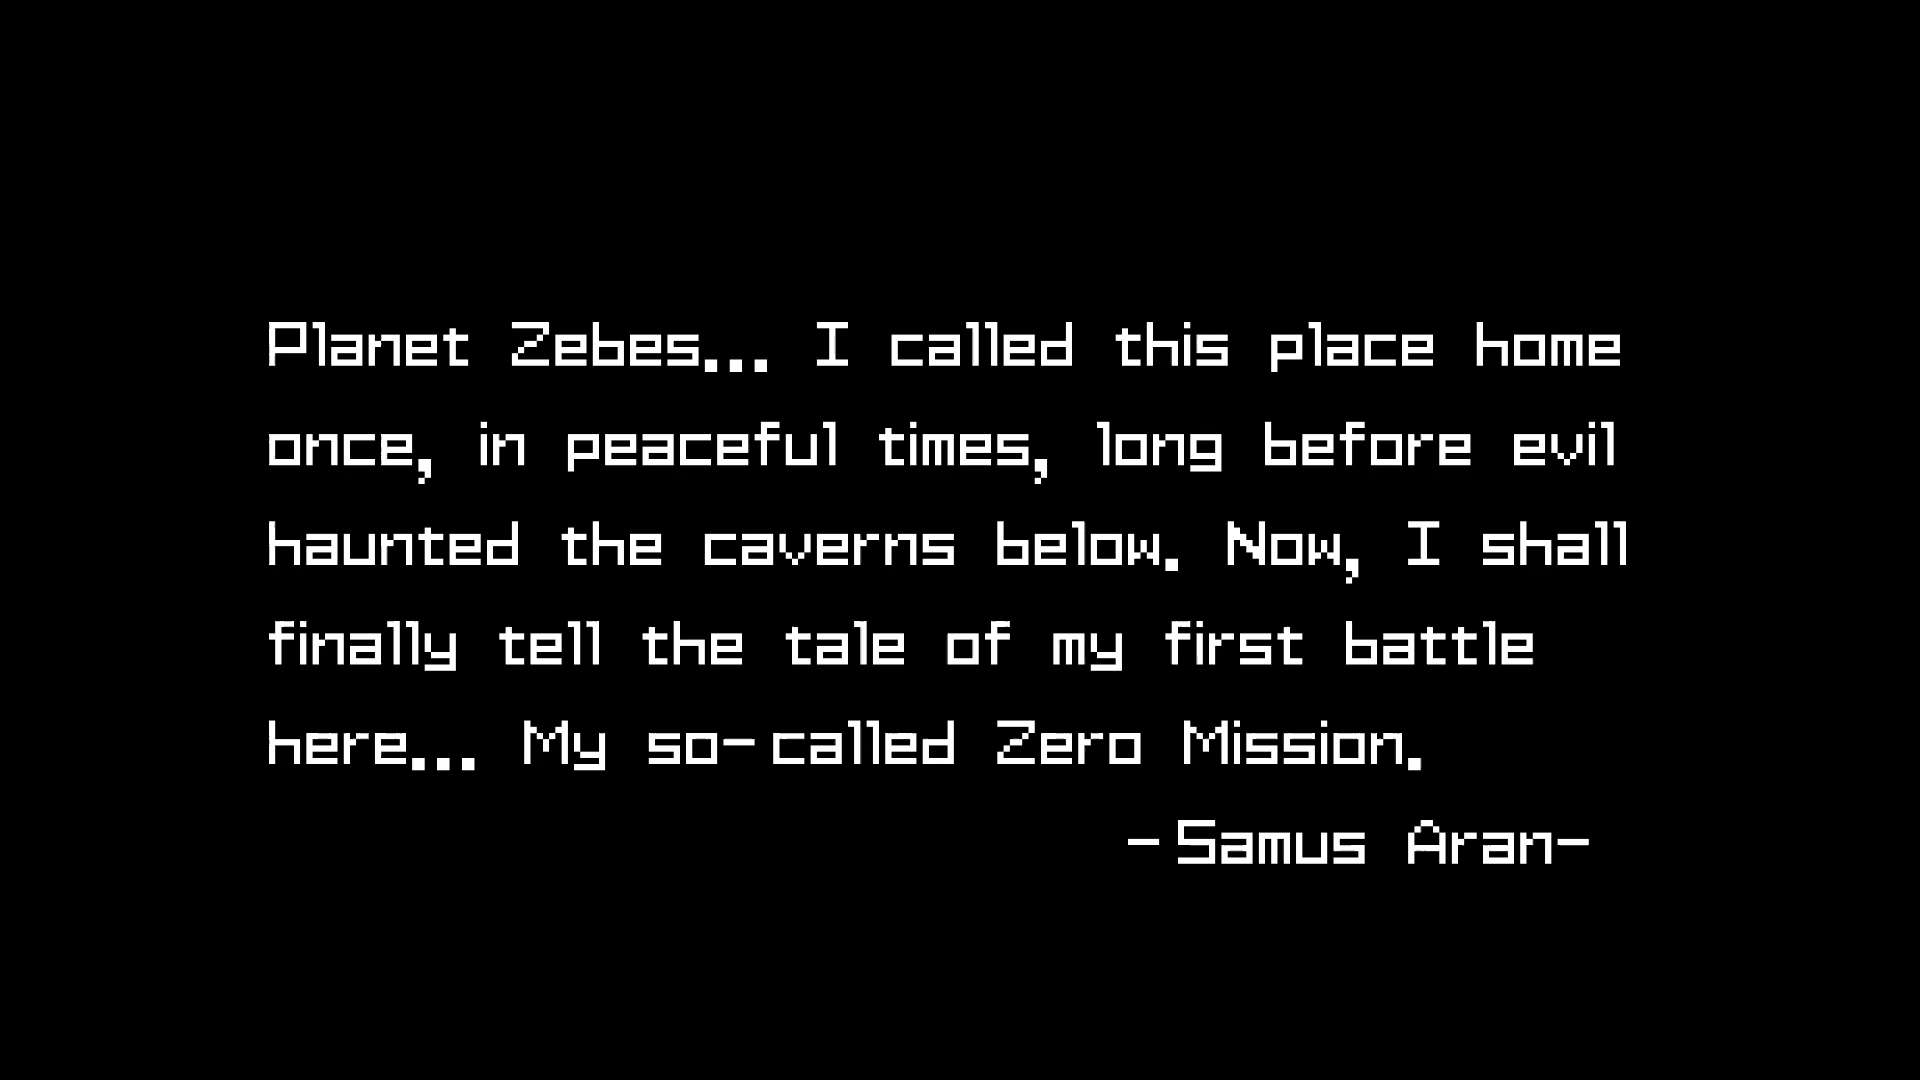 Planet Zebes... I called this place home
once, in peaceful times, long before evil
haunted the caverns below. Now, I shall
finally tell the tale of my first battle
here... My so-called Zero Mission.
-Samus Aran-